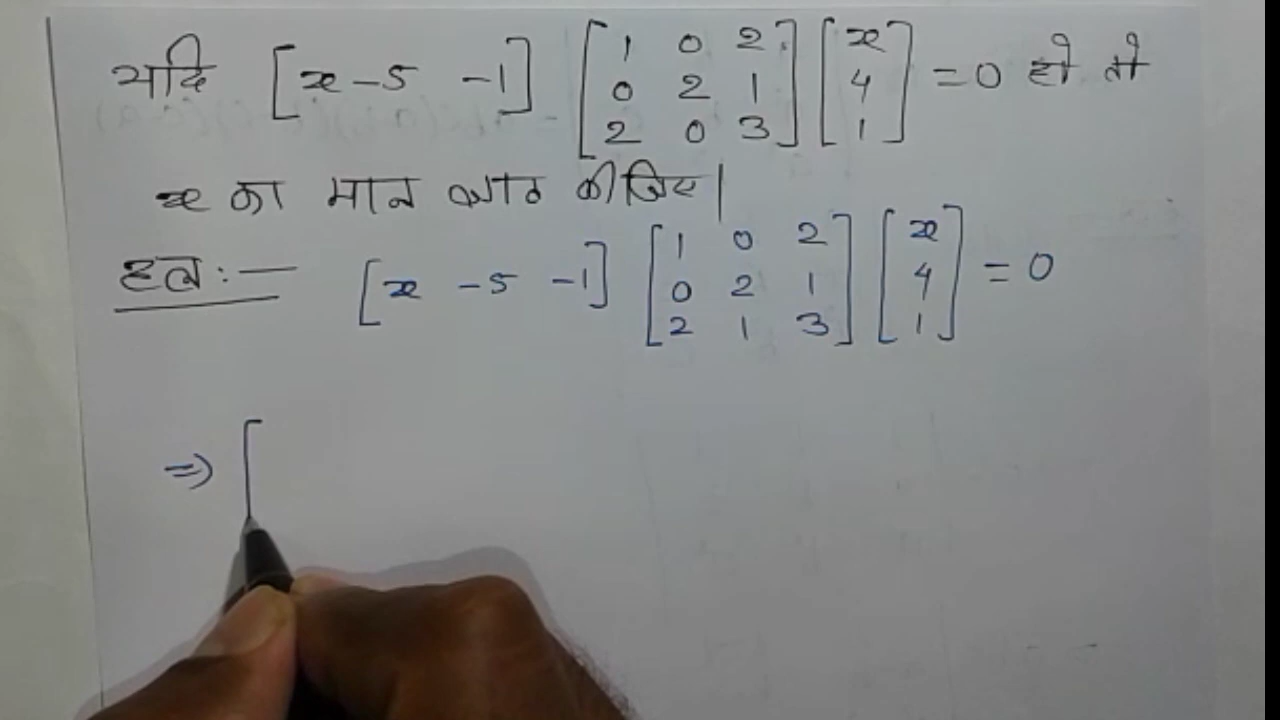 यदि [x -5 -1] [1 0 2 0 2 1 2 0 3] [x 4 1] = 0 हो तो
x का मान ज्ञात कीजिए।
हल :— [x -5 -1] [1 0 2 0 2 1 2 1 3] [x 4 1] = 0
⇒ [